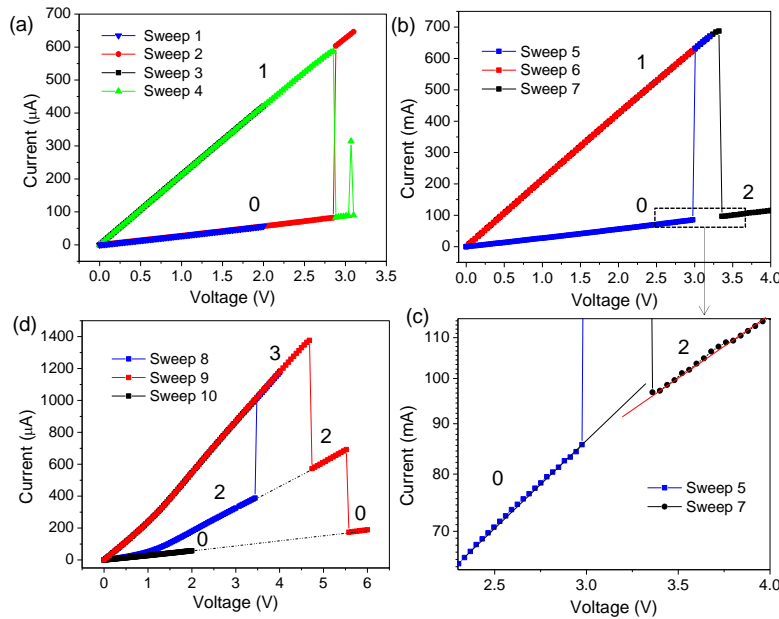 (a)
Sweep 1
Sweep 2
Sweep 3
Sweep 4
1
0
700
600
500
400
300
200
100
0
Current (μA)
0.0 0.5 1.0 1.5 2.0 2.5 3.0 3.5
Voltage (V)
(b)
Sweep 5
Sweep 6
Sweep 7
1
0
2
700
600
500
400
300
200
100
0
Current (mA)
0.0 0.5 1.0 1.5 2.0 2.5 3.0 3.5 4.0
Voltage (V)
(d)
Sweep 8
Sweep 9
Sweep 10
3
2
2
0
0
1400
1200
1000
800
600
400
200
0
Current (μA)
0 1 2 3 4 5 6
Voltage (V)
(c)
2
0
Sweep 5
Sweep 7
110
100
90
80
70
Current (mA)
2.5 3.0 3.5 4.0
Voltage (V)